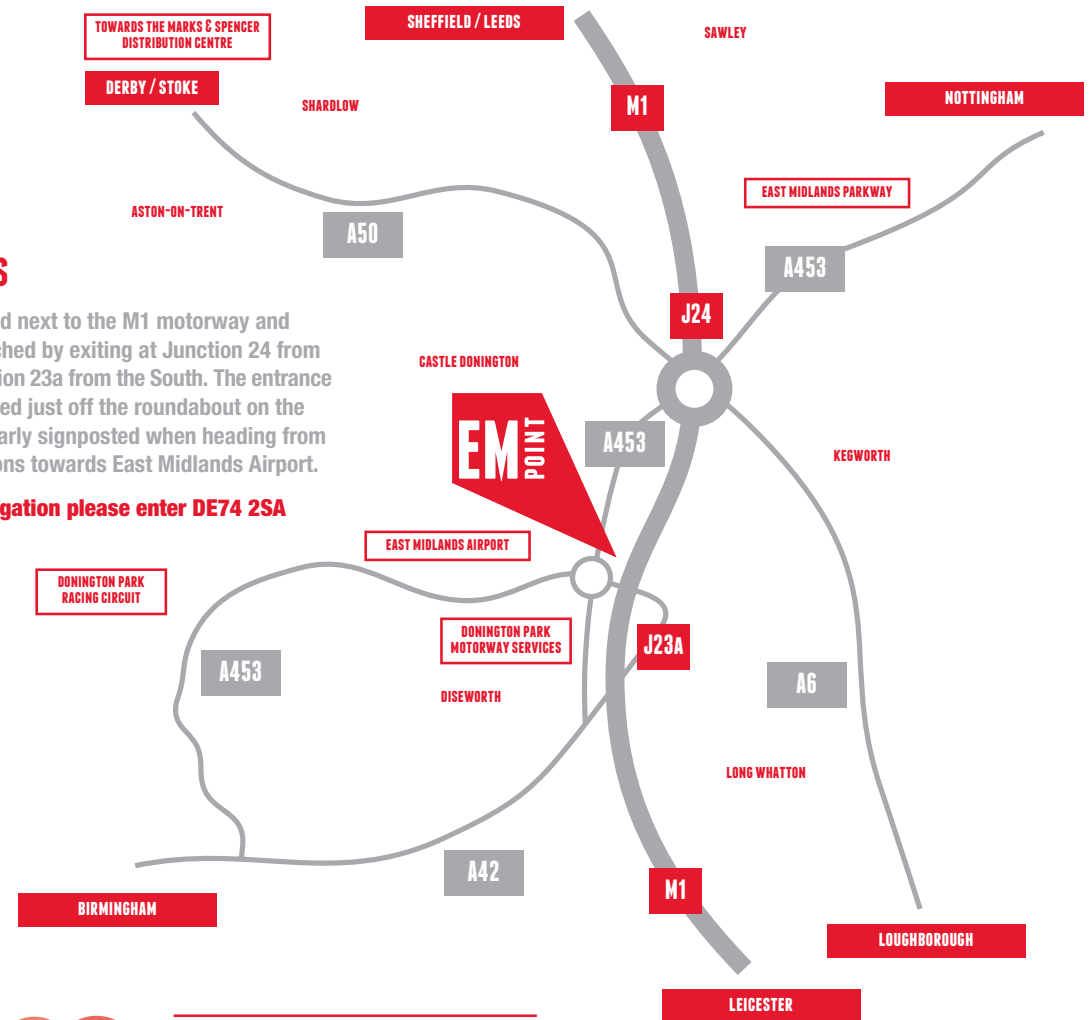 TOWARDS THE MARKS & SPENCER
DISTRIBUTION CENTRE
DERBY / STOKE
SHEFFIELD / LEEDS
SAWLEY
SHARDLOW
M1
NOTTINGHAM
ASTON-ON-TRENT
A50
EAST MIDLANDS PARKWAY
A453
S
d next to the M1 motorway and
ched by exiting at Junction 24 from
ion 23a from the South. The entrance
ed just off the roundabout on the
arly signposted when heading from
ons towards East Midlands Airport.
gation please enter DE74 2SA
J24
CASTLE DONINGTON
EM
POINT
A453
KEGWORTH
EAST MIDLANDS AIRPORT
DONINGTON PARK
RACING CIRCUIT
DONINGTON PARK
MOTORWAY SERVICES
J23A
A453
DISEWORTH
A6
LONG WHATTON
A42
M1
BIRMINGHAM
LOUGHBOROUGH
LEICESTER